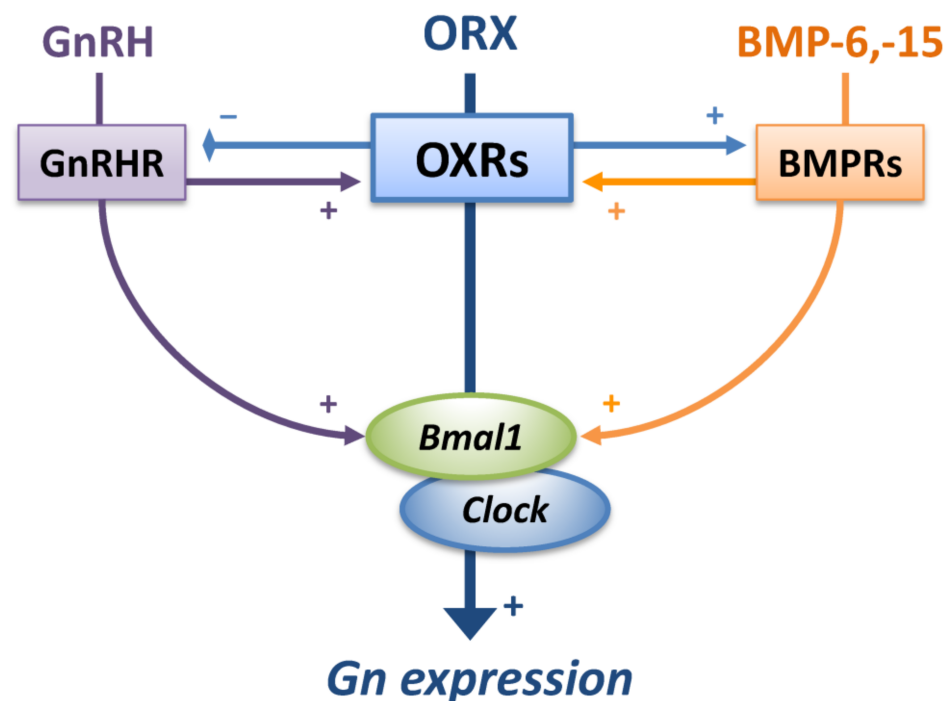 GnRH
ORX
BMP-6,-15
–
+
GnRHR
OXRs
BMPRs
+
+
+
+
Bmal1
Clock
+
Gn expression